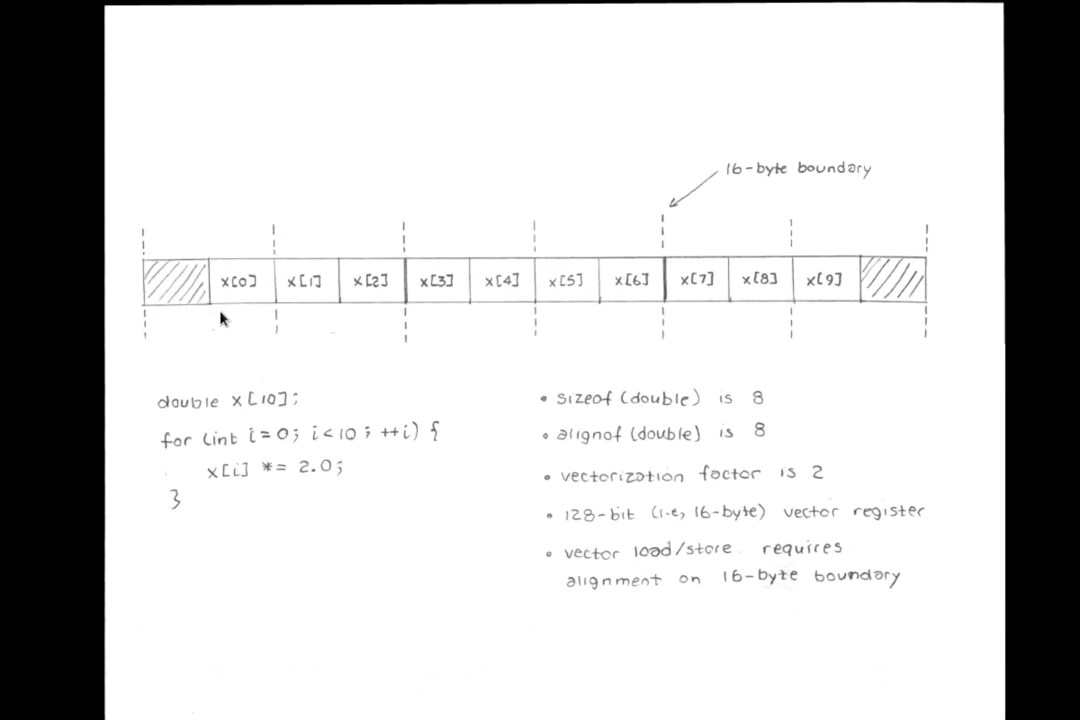 16-byte boundary
x[0] x[1] x[2] x[3] x[4] x[5] x[6] x[7] x[8] x[9]
double x[10];
for (int i=0; i<10; ++i) {
x[i] *= 2.0;
}
• sizeof (double) is 8
• alignof (double) is 8
• vectorization factor is 2
• 128-bit (i.e, 16-byte) vector register
• vector load/store requires
alignment on 16-byte boundary